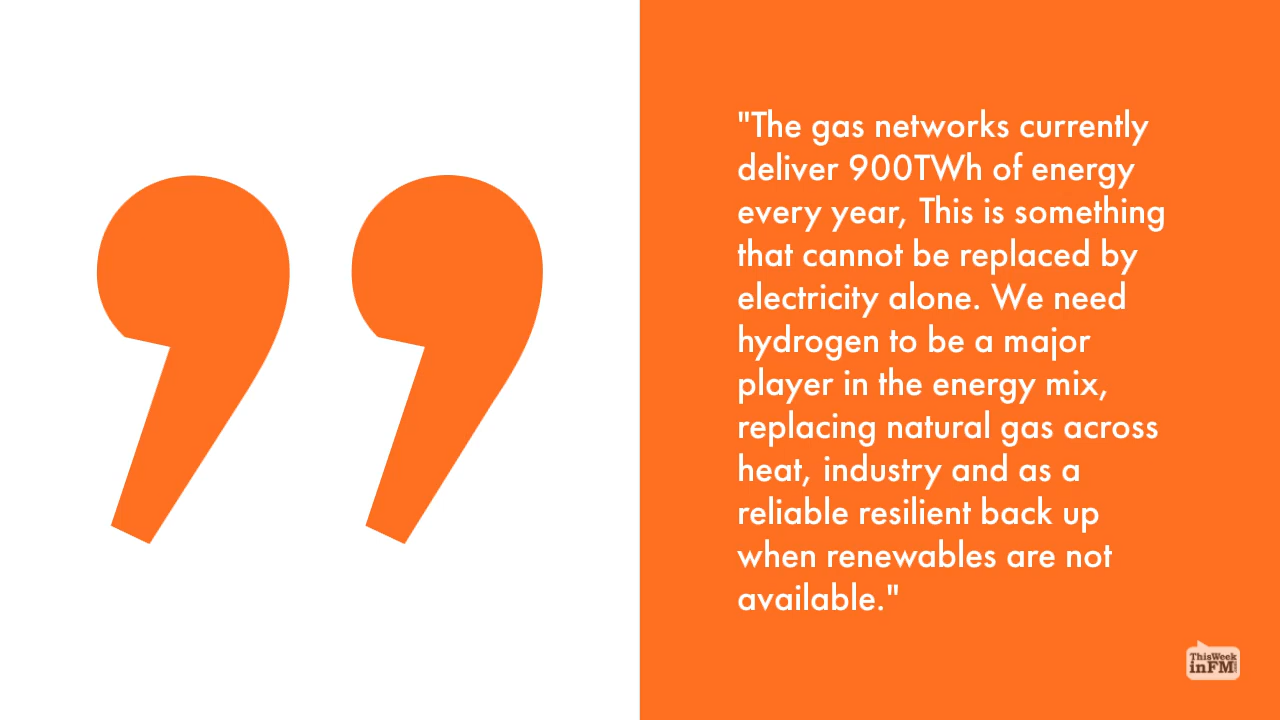 "The gas networks currently
deliver 900TWh of energy
every year, This is something
that cannot be replaced by
electricity alone. We need
hydrogen to be a major
player in the energy mix,
replacing natural gas across
heat, industry and as a
reliable resilient back up
when renewables are not
available."
ThisWeek
inFM